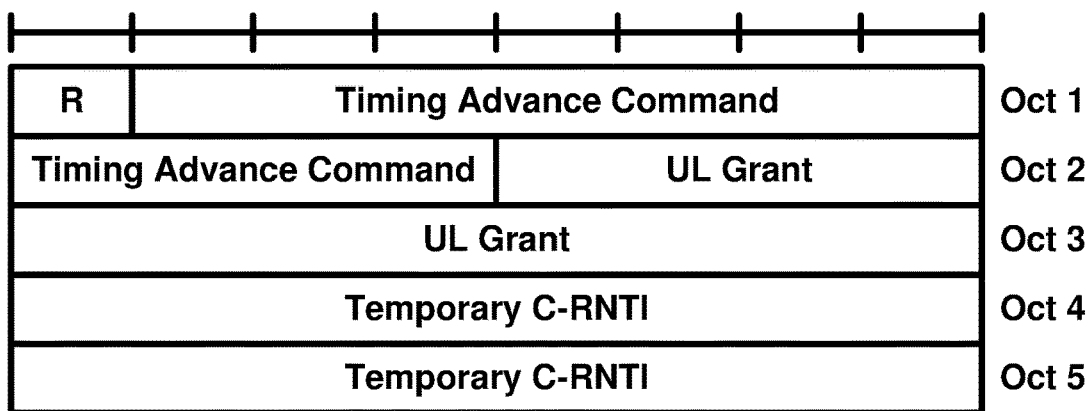 R Timing Advance Command Oct 1
Timing Advance Command UL Grant Oct 2
UL Grant Oct 3
Temporary C-RNTI Oct 4
Temporary C-RNTI Oct 5